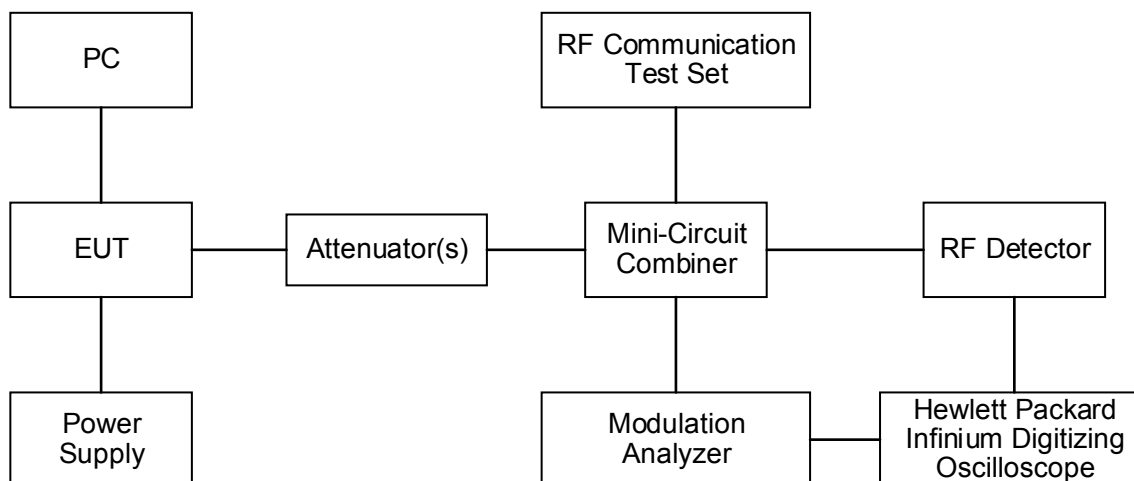 PC
RF Communication
Test Set
EUT
Attenuator(s)
Mini-Circuit
Combiner
RF Detector
Power
Supply
Modulation
Analyzer
Hewlett Packard
Infinium Digitizing
Oscilloscope